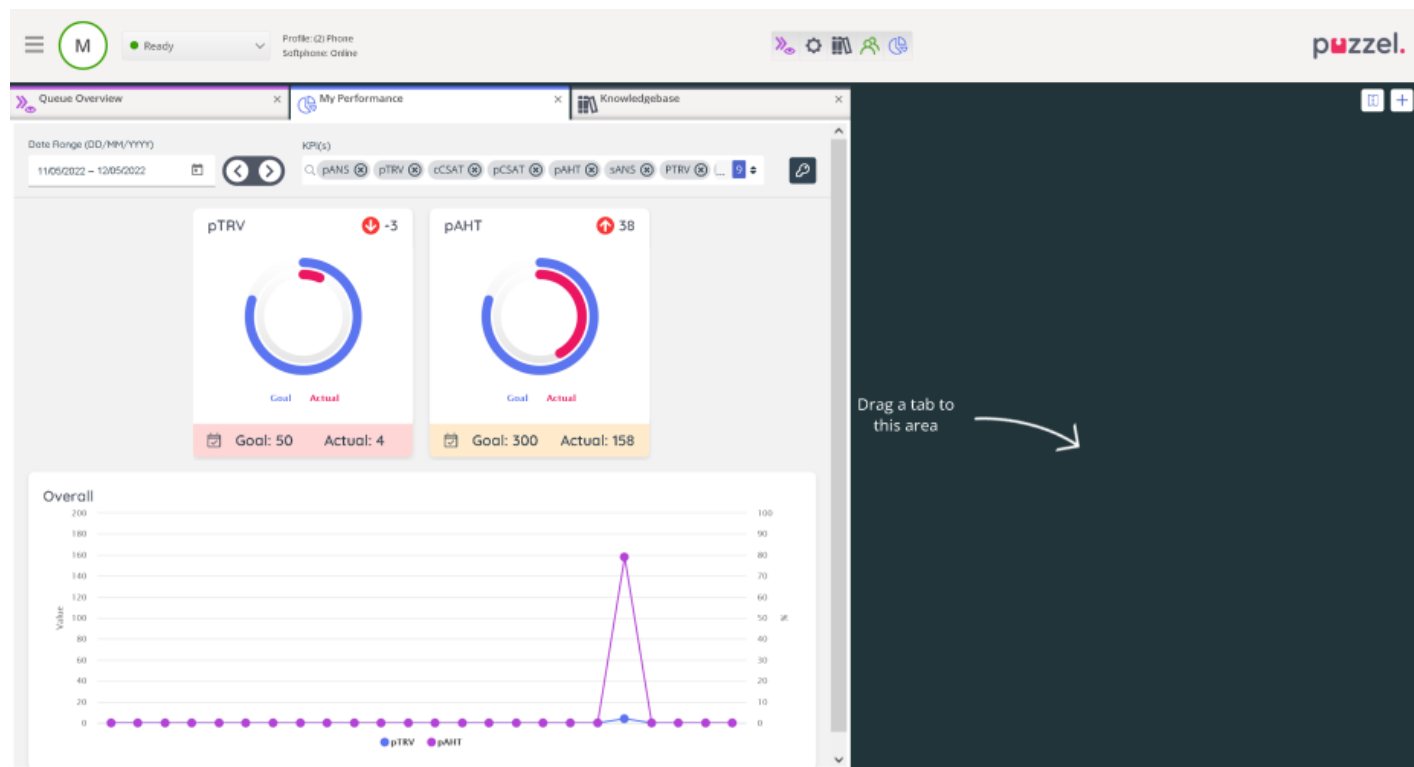 M
Ready
Profile: (2) Phone
Softphone: Online
puzzel.
Queue Overview
My Performance
Knowledgebase
Date Range (DD/MM/YYYY)
11/05/2022 – 12/05/2022
KPI(s)
pANS pTRV cCSAT pCSAT pAHT sANS PTRV (... 9
pTRV -3
Goal Actual
Goal: 50 Actual: 4
pAHT 38
Goal Actual
Goal: 300 Actual: 158
Drag a tab to
this area
Overall
200 100
180 90
160 80
140 70
120 60
100 50
80 40
60 30
40 20
20 10
0 0
Value
%
pTRV pAHT